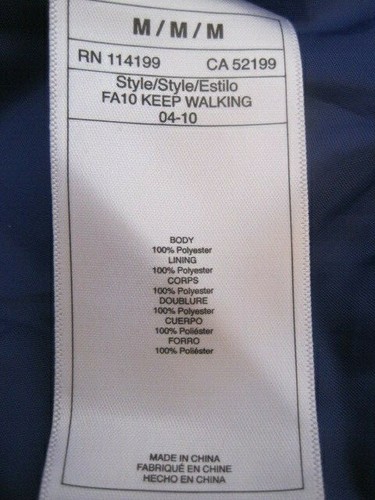 M / M / M
RN 114199 CA 52199
Style/Style/Estilo
FA10 KEEP WALKING
04-10
BODY
100% Polyester
LINING
100% Polyester
CORPS
100% Polyester
DOUBLURE
100% Polyester
CUERPO
100% Poliéster
FORRO
100% Poliéster
MADE IN CHINA
FABRIQUÉ EN CHINE
HECHO EN CHINA